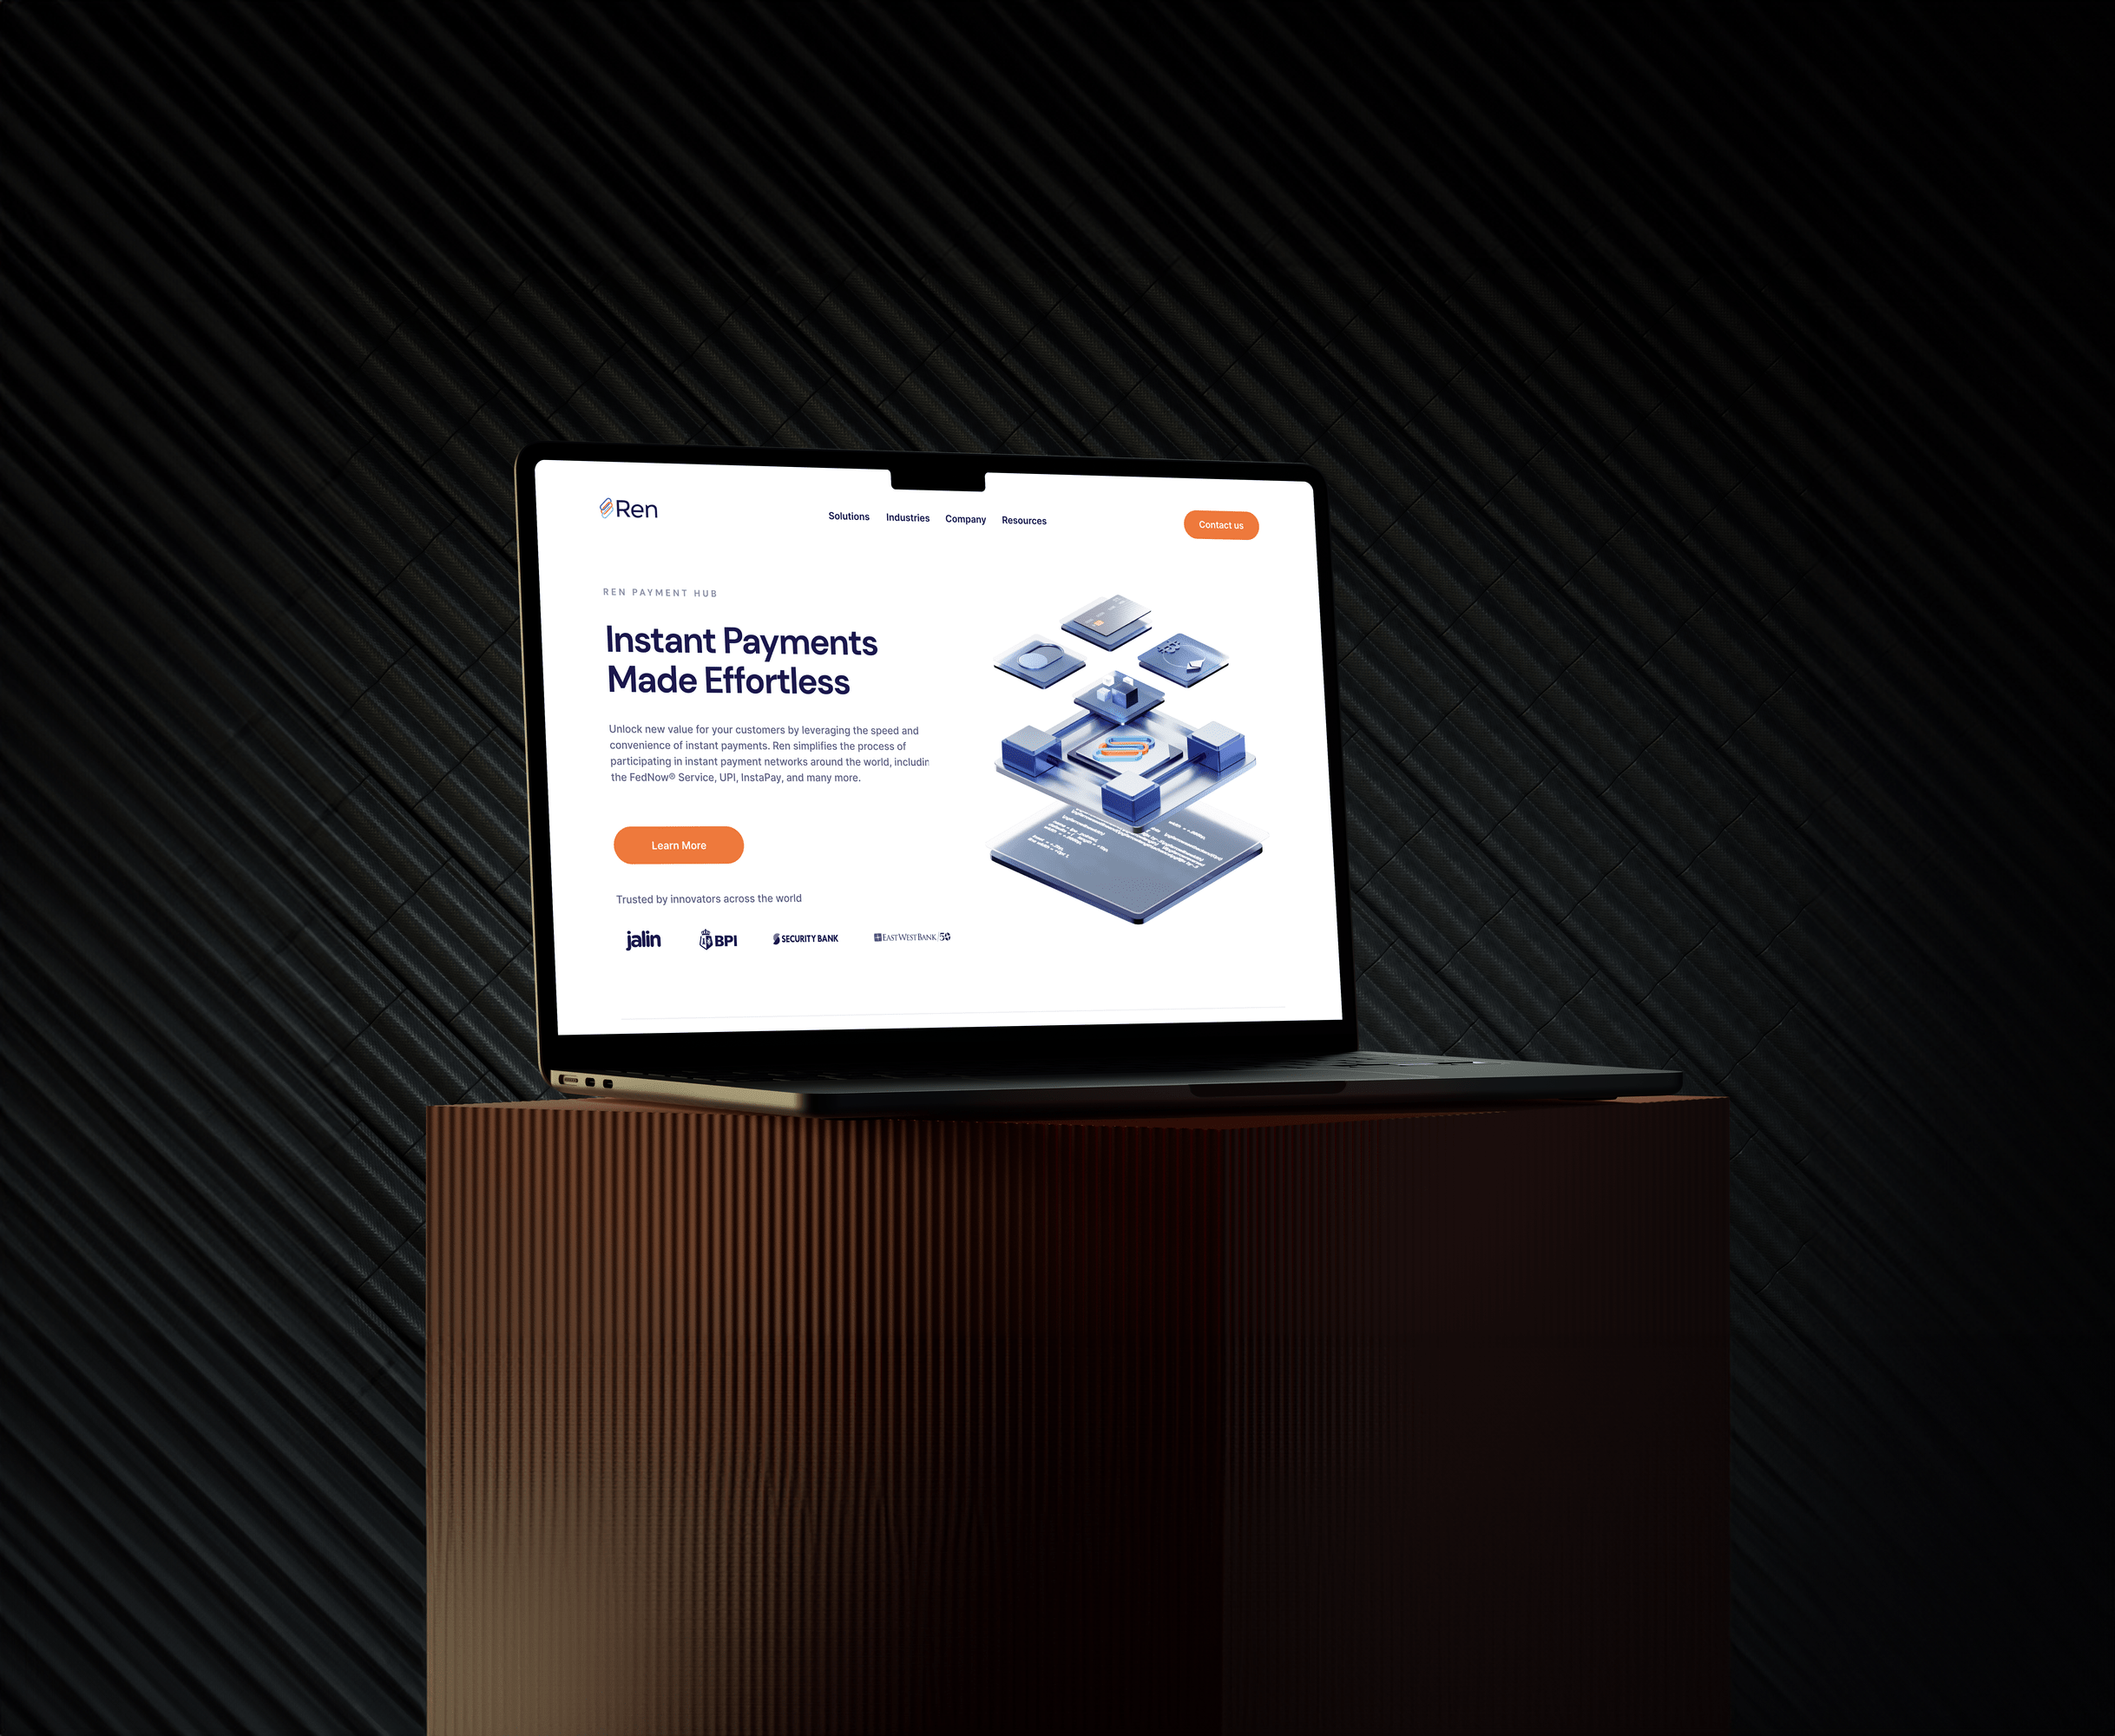 Ren
Solutions Industries Company Resources
Contact us
REN PAYMENT HUB
Instant Payments
Made Effortless
Unlock new value for your customers by leveraging the speed and
convenience of instant payments. Ren simplifies the process of
participating in instant payment networks around the world, includin
the FedNow® Service, UPI, InstaPay, and many more.
Learn More
Trusted by innovators across the world
jalin BPI SECURITY BANK EASTWESTBANK 50